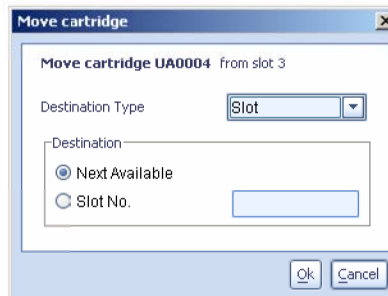 Move cartridge
Move cartridge UA0004 from slot 3
Destination Type Slot
Destination
Next Available
Slot No.
Ok Cancel